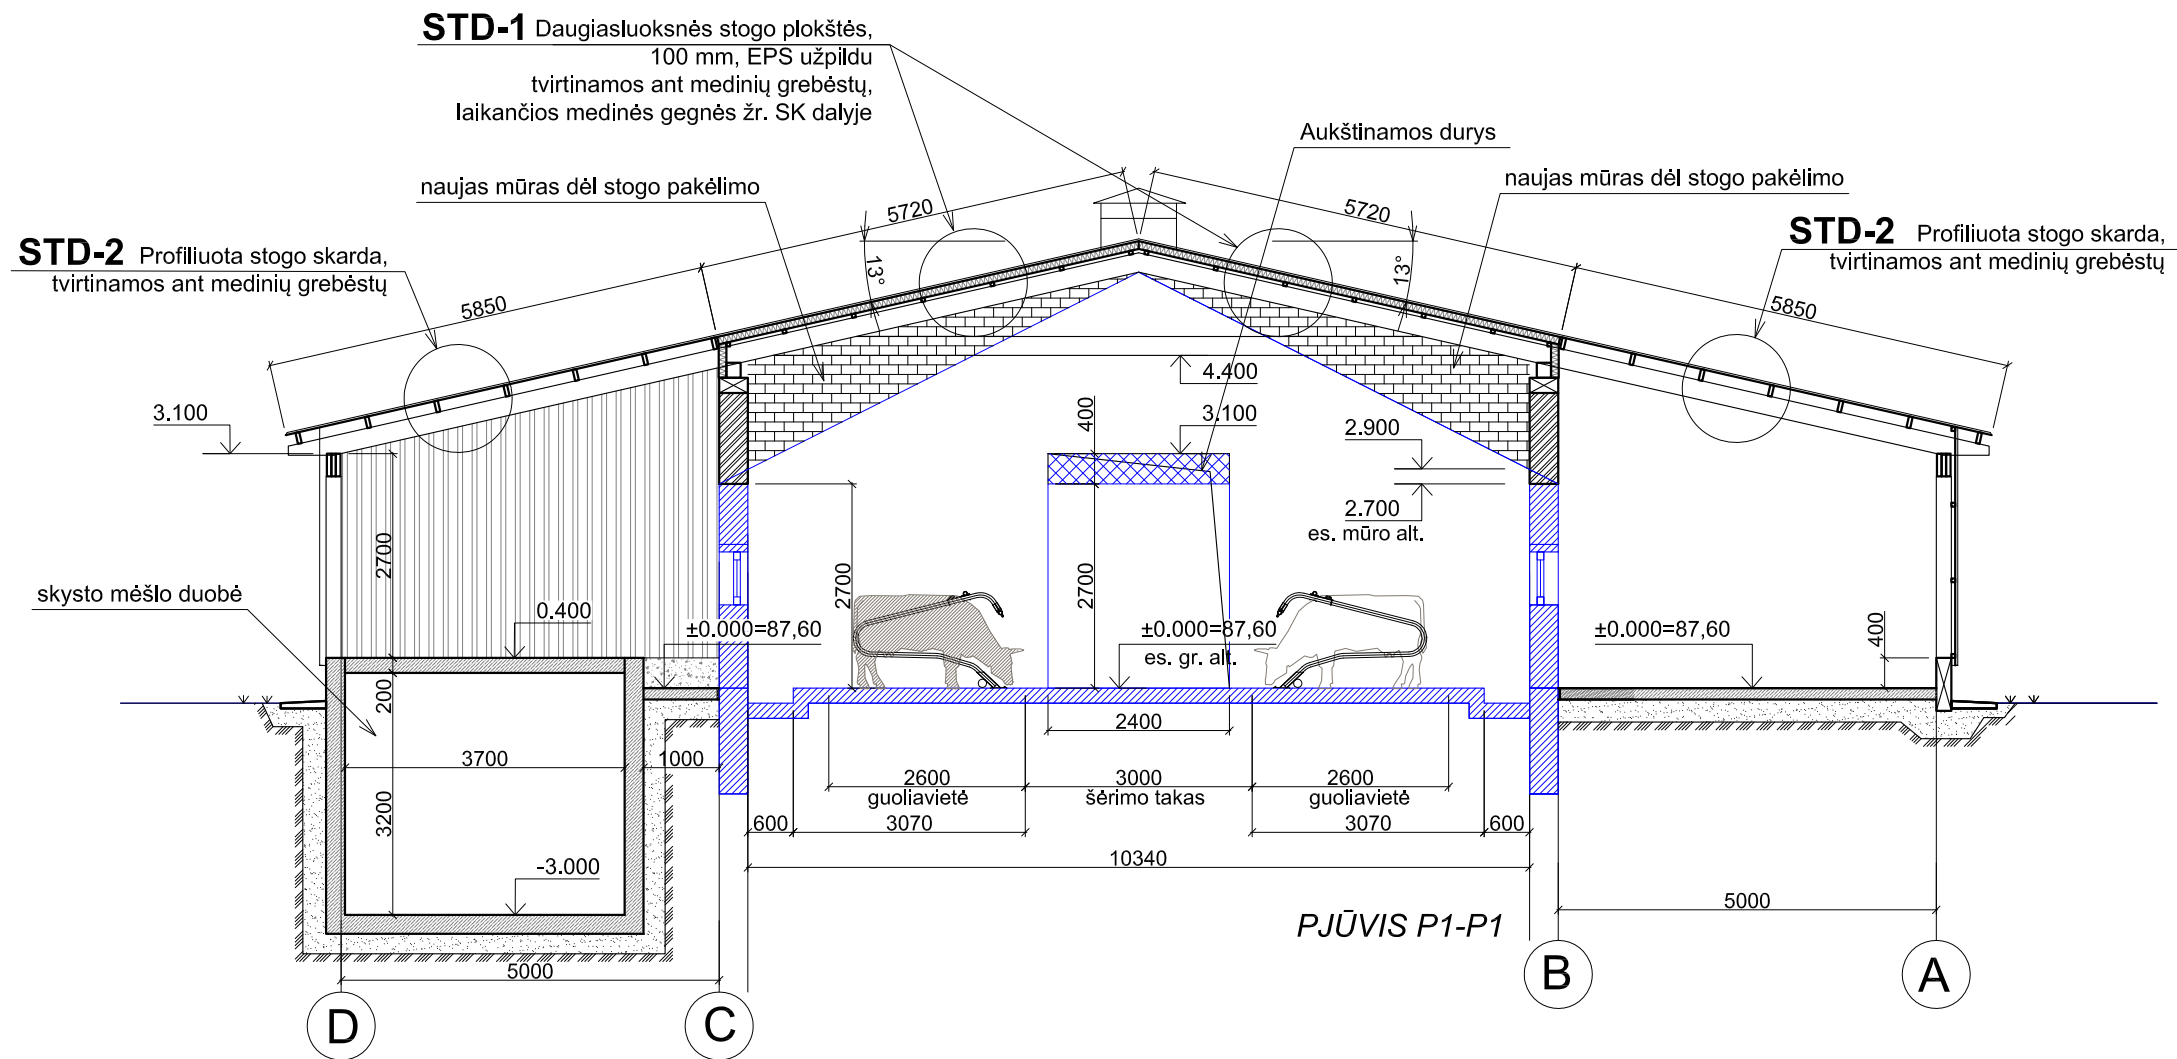 STD-1 Daugiasluoksnės stogo plokštės,
100 mm, EPS užpildu
tvirtinamos ant medinių grebėstų,
laikančios medinės gegnės žr. SK dalyje
Aukštinamos durys
naujas mūras dėl stogo pakėlimo
naujas mūras dėl stogo pakėlimo
5720
5720
STD-2 Profiliuota stogo skarda,
tvirtinamos ant medinių grebėstų
STD-2 Profiliuota stogo skarda,
tvirtinamos ant medinių grebėstų
13°
13°
5850
5850
4.400
3.100
400
3.100
2.900
2.700
es. mūro alt.
2700
2700
2700
skysto mėšlo duobė
0.400
±0.000=87,60
±0.000=87,60
es. gr. alt.
±0.000=87,60
400
200
2400
3700
1000
2600
guoliavietė
3000
šėrimo takas
2600
guoliavietė
3200
600
3070
3070
600
10340
-3.000
5000
PJŪVIS P1-P1
5000
D
C
B
A